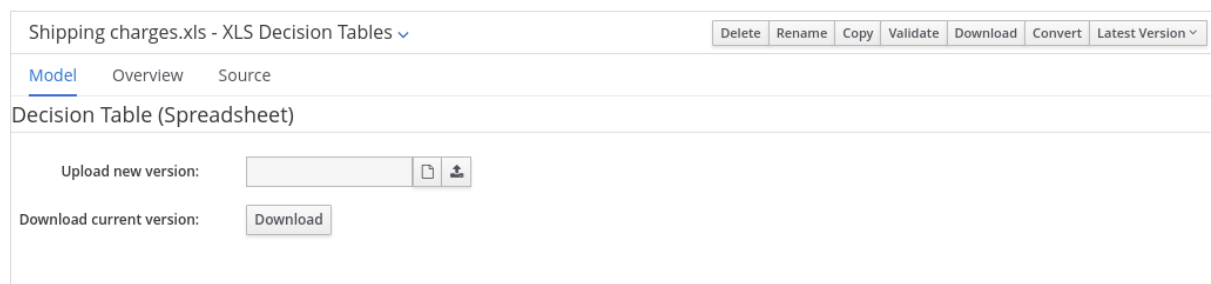 Shipping charges.xls - XLS Decision Tables
Delete Rename Copy Validate Download Convert Latest Version
Model Overview Source
Decision Table (Spreadsheet)
Upload new version:
Download current version: Download